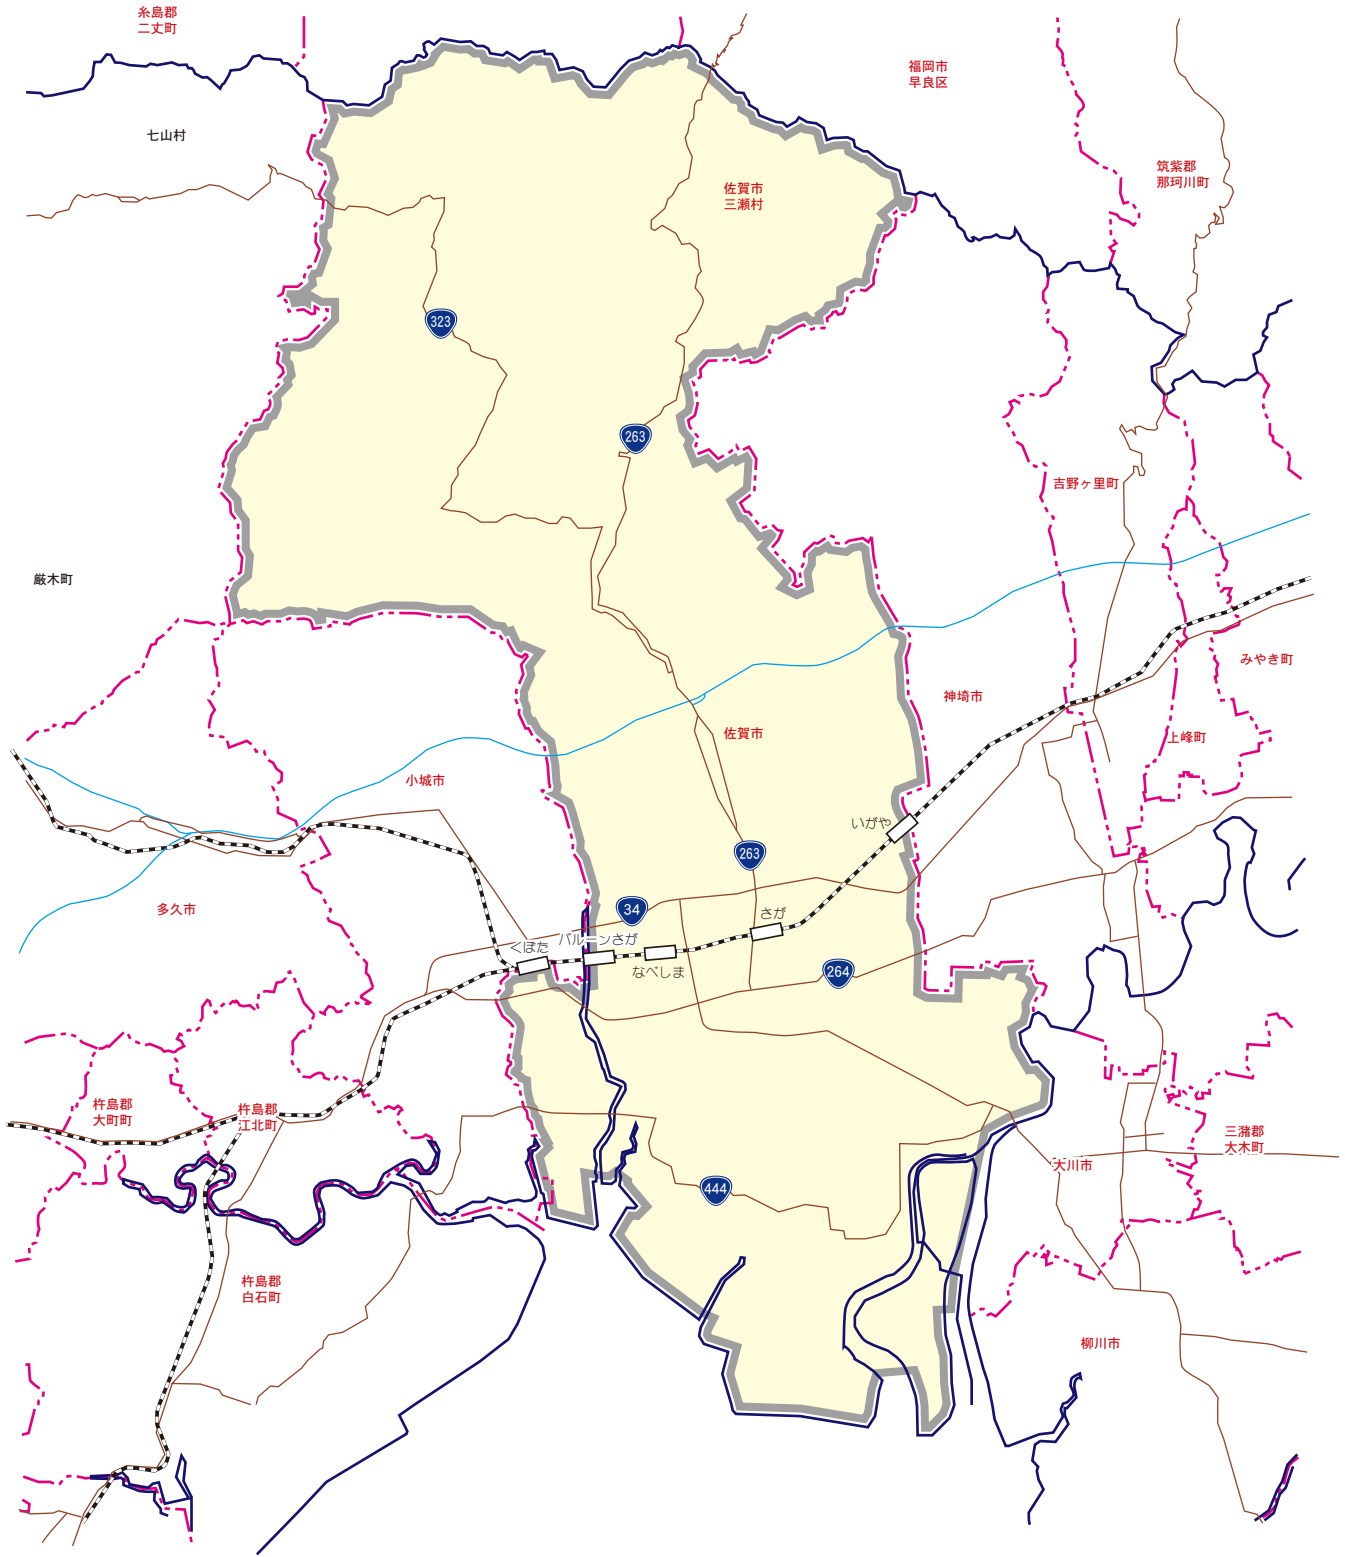 糸島郡
二丈町
福岡市
早良区
七山村
筑紫郡
那珂川町
佐賀市
三瀬村
323
263
吉野ヶ里町
厳木町
みやき町
神埼市
佐賀市
上峰町
小城市
いがや
263
多久市
34
さが
バルーンさが
くぼた
なべしま
264
杵島郡
大町町
杵島郡
江北町
三潴郡
大木町
大川市
444
杵島郡
白石町
柳川市